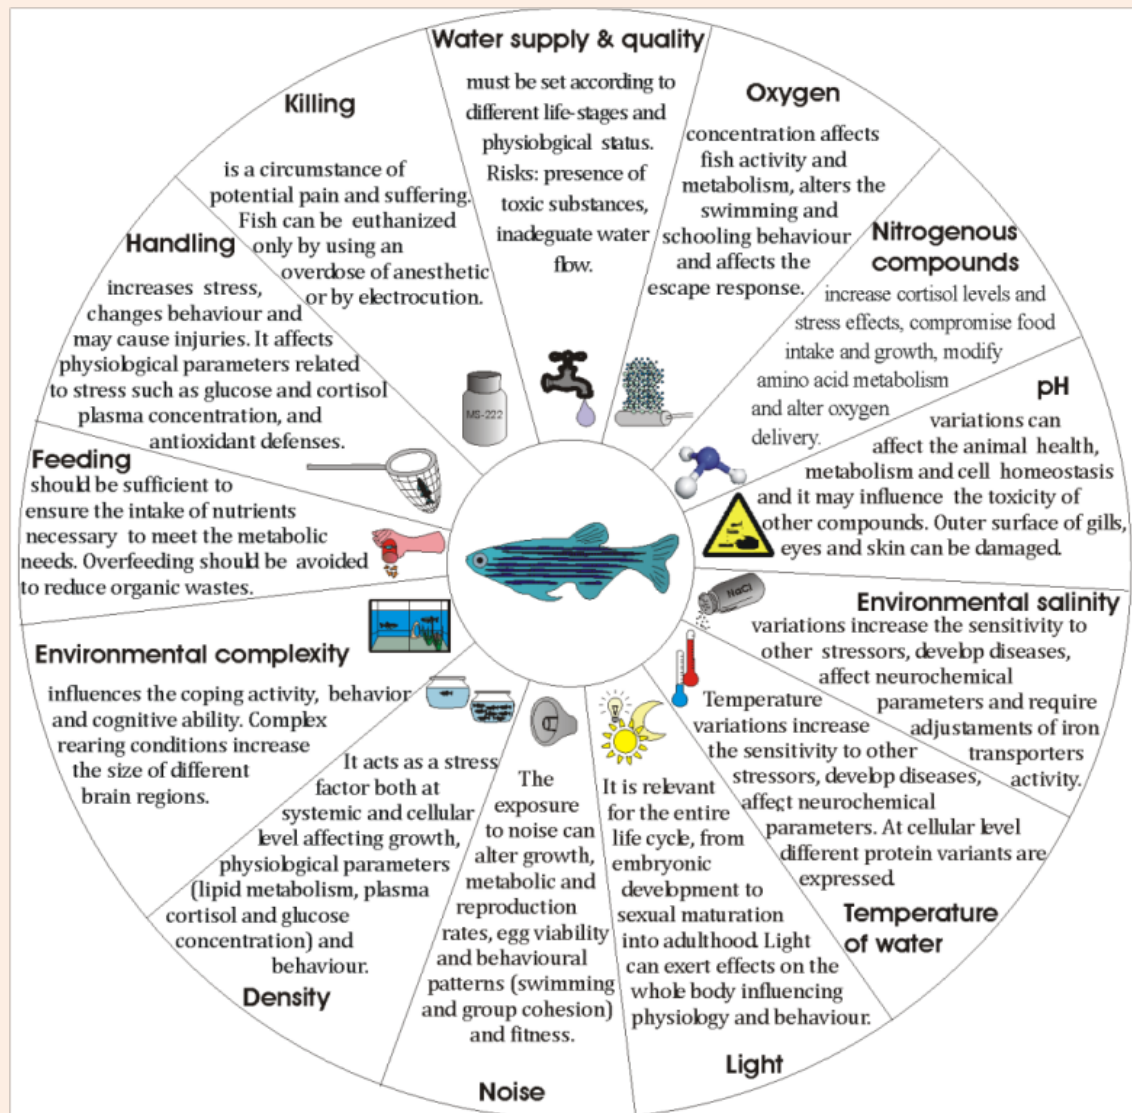 Water supply & quality
must be set according to
different life-stages and
physiological status.
Risks: presence of
toxic substances,
inadeguate water
flow.
Oxygen
concentration affects
fish activity and
metabolism, alters the
swimming and
schooling behaviour
and affects the
escape response.
Nitrogenous
compounds
increase cortisol levels and
stress effects, compromise food
intake and growth, modify
amino acid metabolism
and alter oxygen
delivery.
pH
variations can
affect the animal health,
metabolism and cell homeostasis
and it may influence the toxicity of
other compounds. Outer surface of gills,
eyes and skin can be damaged.
Environmental salinity
variations increase the sensitivity to
other stressors, develop diseases,
affect neurochemical
parameters and require
adjustaments of iron
transporters
activity.
NaCl
Temperature
variations increase
the sensitivity to other
stressors, develop diseases,
affect neurochemical
parameters. At cellular level
different protein variants are
expressed.
Temperature
of water
It is relevant
for the entire
life cycle, from
embryonic
development to
sexual maturation
into adulthood. Light
can exert effects on the
whole body influencing
physiology and behaviour.
Light
The
exposure
to noise can
alter growth,
metabolic and
reproduction
rates, egg viability
and behavioural
patterns (swimming
and group cohesion)
and fitness.
Noise
It acts as a stress
factor both at
systemic and cellular
level affecting growth,
physiological parameters
(lipid metabolism, plasma
cortisol and glucose
concentration) and
behaviour.
Density
Environmental complexity
influences the coping activity, behavior
and cognitive ability. Complex
rearing conditions increase
the size of different
brain regions.
Feeding
should be sufficient to
ensure the intake of nutrients
necessary to meet the metabolic
needs. Overfeeding should be avoided
to reduce organic wastes.
Handling
increases stress,
changes behaviour and
may cause injuries. It affects
physiological parameters related
to stress such as glucose and cortisol
plasma concentration, and
antioxidant defenses.
Killing
is a circumstance of
potential pain and suffering.
Fish can be euthanized
only by using an
overdose of anesthetic
or by electrocution.
MS-222